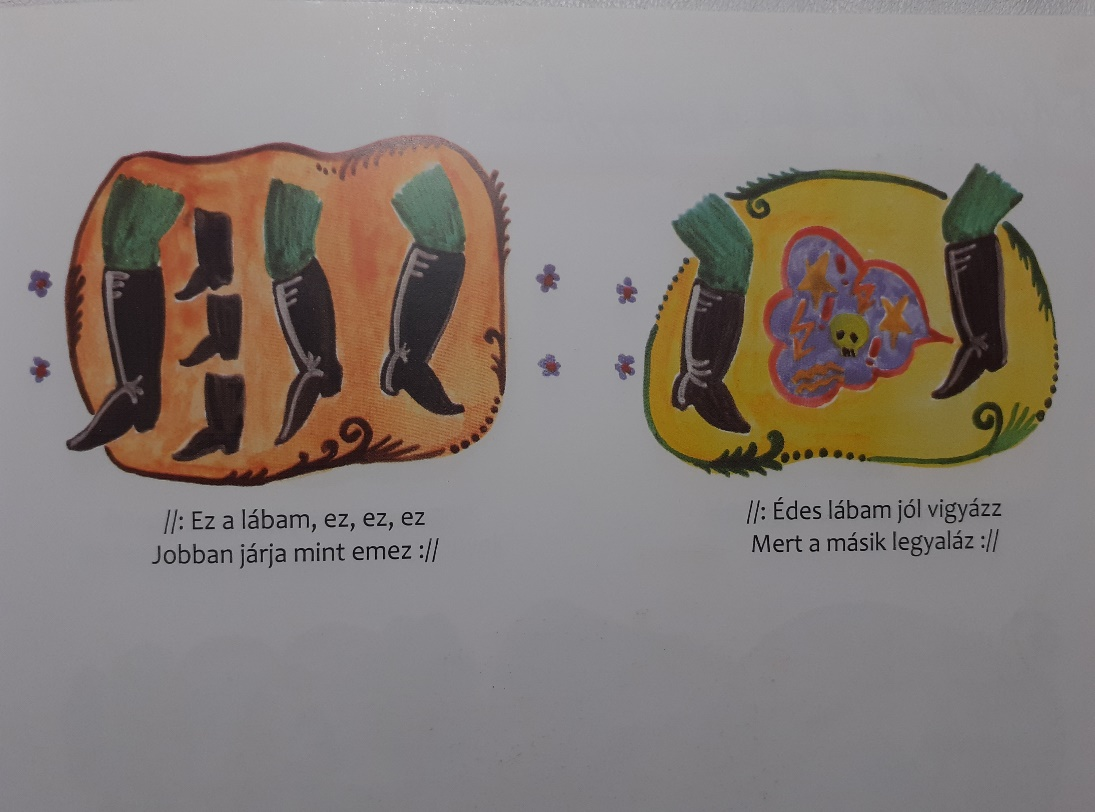 //: Ez a lábam, ez, ez, ez
Jobban járja mint emez ://
//: Édes lábam jól vigyázz
Mert a másik legyaláz ://